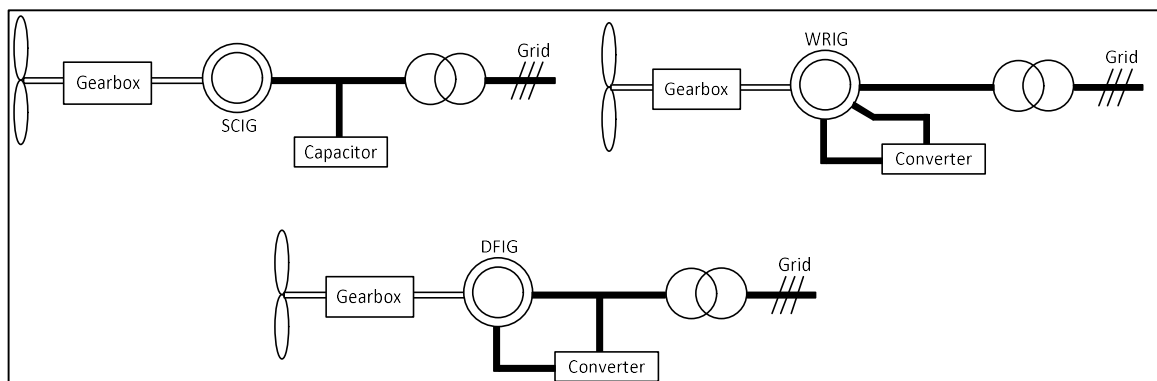 Gearbox
SCIG
Capacitor
Grid
Gearbox
WRIG
Converter
Grid
Gearbox
DFIG
Converter
Grid